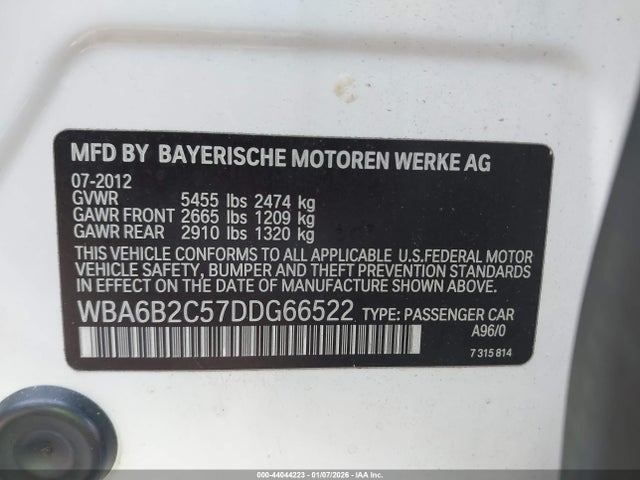 MFD BY BAYERISCHE MOTOREN WERKE AG
07-2012
GVWR 5455 lbs 2474 kg
GAWR FRONT 2665 lbs 1209 kg
GAWR REAR 2910 lbs 1320 kg
THIS VEHICLE CONFORMS TO ALL APPLICABLE U.S.FEDERAL MOTOR
VEHICLE SAFETY, BUMPER AND THEFT PREVENTION STANDARDS
IN EFFECT ON THE DATE OF MANUFACTURE SHOWN ABOVE.
WBA6B2C57DDG66522 TYPE: PASSENGER CAR
A96/0
7 315 814
000-44044223 - 01/07/2026 - IAA Inc.